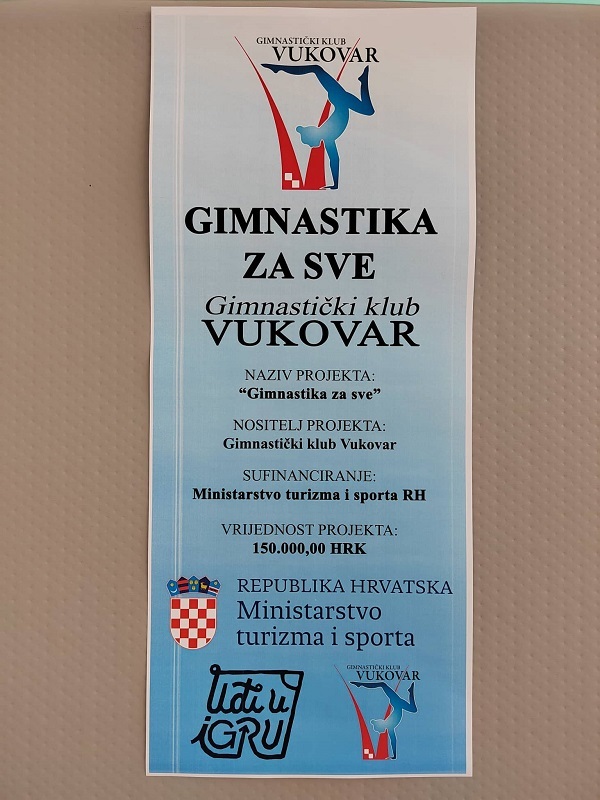 GIMNASTIČKI KLUB
VUKOVAR
GIMNASTIKA
ZA SVE
Gimnastički klub
VUKOVAR
NAZIV PROJEKTA:
“Gimnastika za sve”
NOSITELJ PROJEKTA:
Gimnastički klub Vukovar
SUFINANCIRANJE:
Ministarstvo turizma i sporta RH
VRIJEDNOST PROJEKTA:
150.000,00 HRK
REPUBLIKA HRVATSKA
Ministarstvo
turizma i sporta
Uđi u
iGRU
GIMNASTIČKI KLUB
VUKOVAR